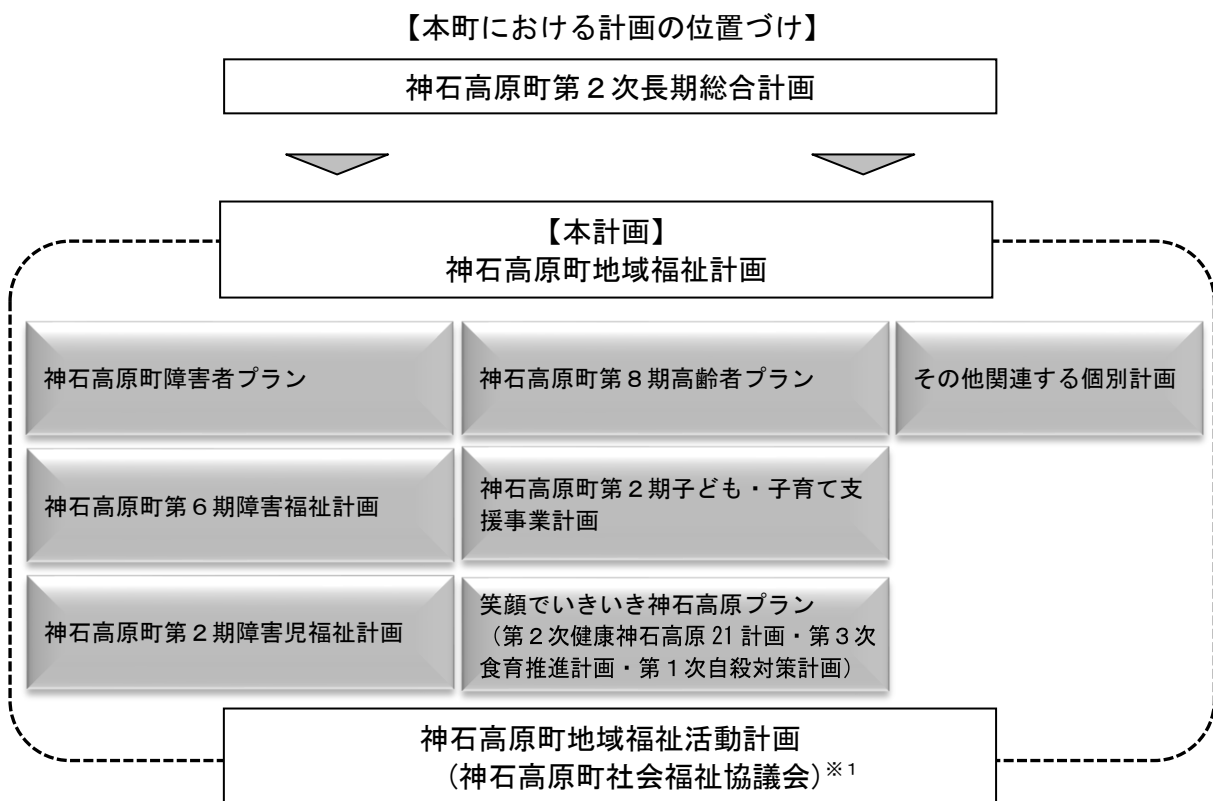 【本町における計画の位置づけ】
神石高原町第２次長期総合計画
【本計画】
神石高原町地域福祉計画
神石高原町障害者プラン
神石高原町第８期高齢者プラン
その他関連する個別計画
神石高原町第６期障害福祉計画
神石高原町第２期子ども・子育て支
援事業計画
神石高原町第２期障害児福祉計画
笑顔でいきいき神石高原プラン
（第２次健康神石高原 21 計画・第３次
食育推進計画・第１次自殺対策計画）
神石高原町地域福祉活動計画
（神石高原町社会福祉協議会）※１